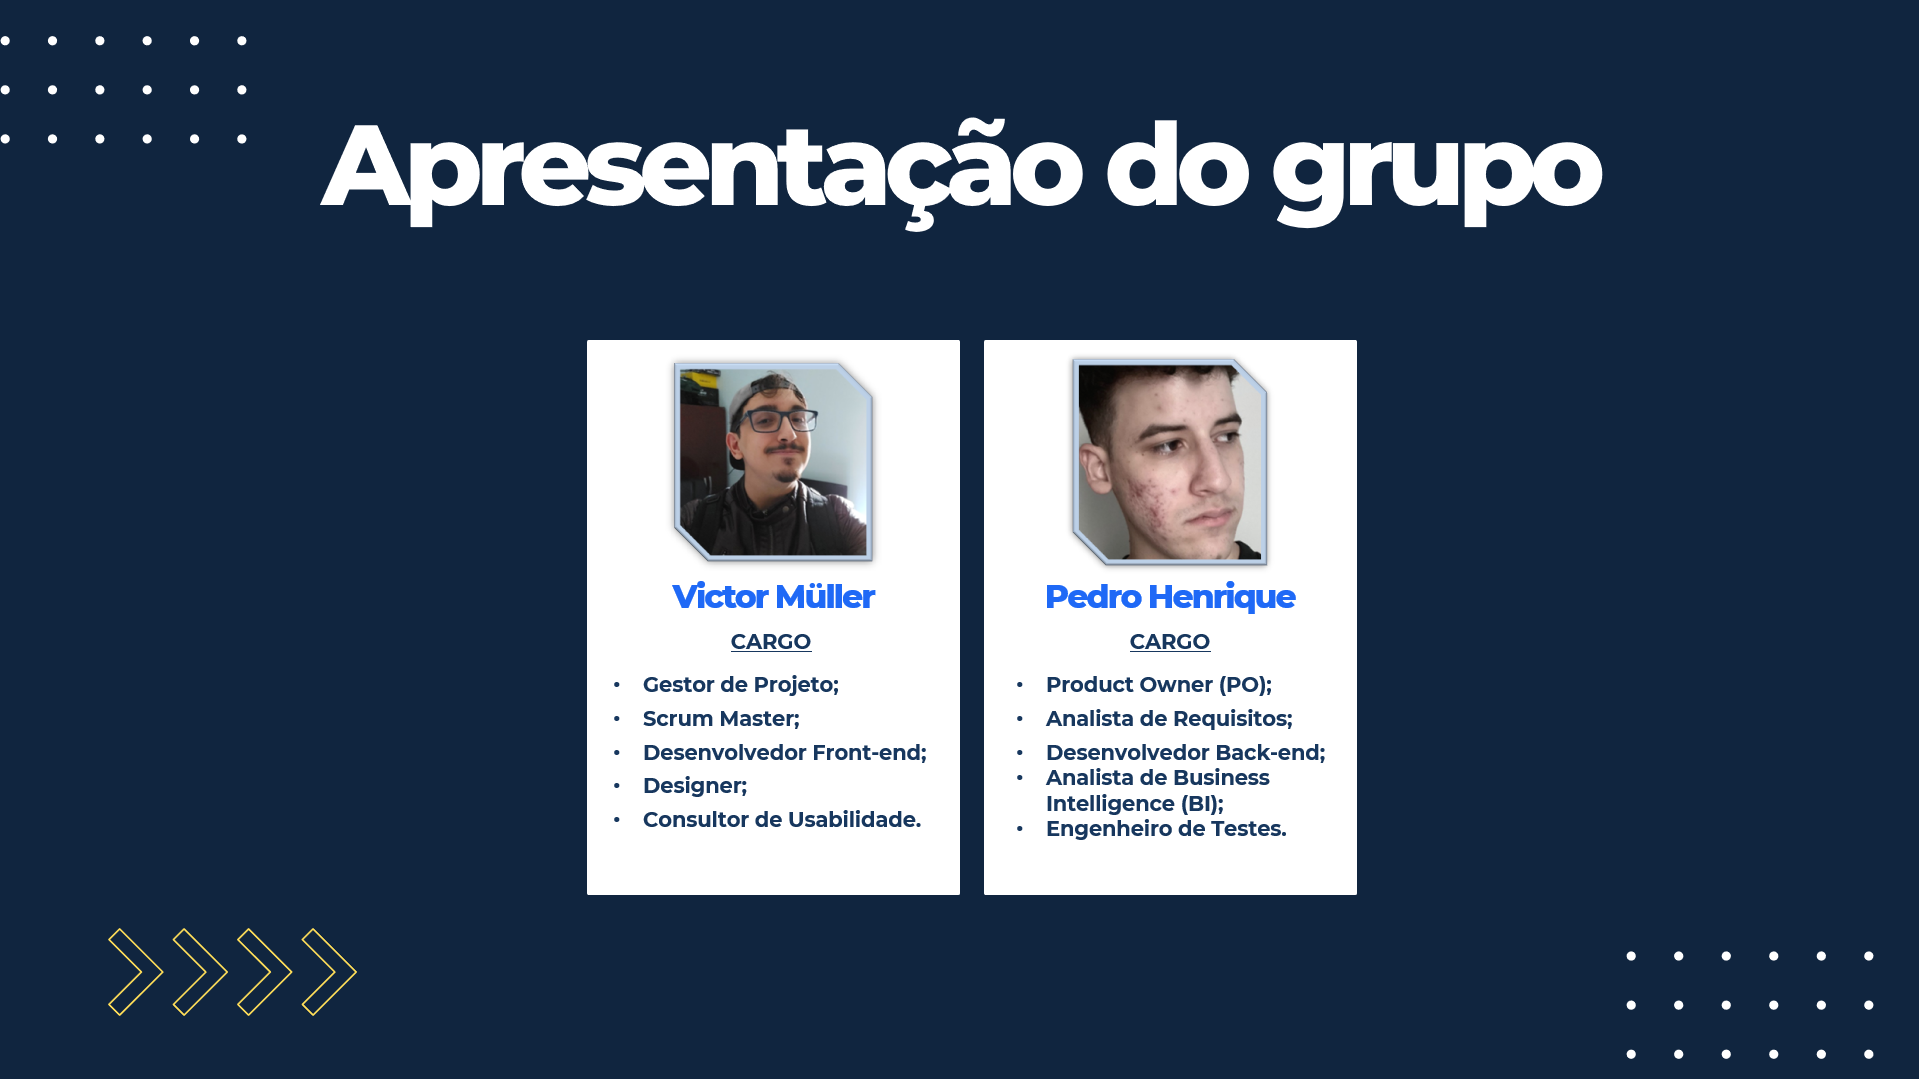 Apresentação do grupo
Victor Müller
CARGO
• Gestor de Projeto;
• Scrum Master;
• Desenvolvedor Front-end;
• Designer;
• Consultor de Usabilidade.
Pedro Henrique
CARGO
• Product Owner (PO);
• Analista de Requisitos;
• Desenvolvedor Back-end;
• Analista de Business
Intelligence (BI);
• Engenheiro de Testes.